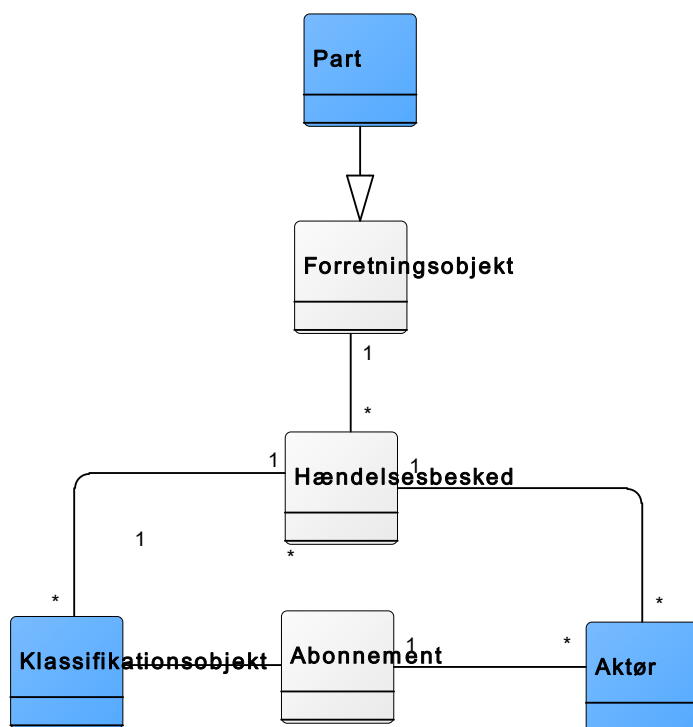 Part
Forretningsobjekt
1
*
1
1
Hændelsesbesked
1
*
*
*
Klassifikationsobjekt
Abonnement
1
*
Aktør